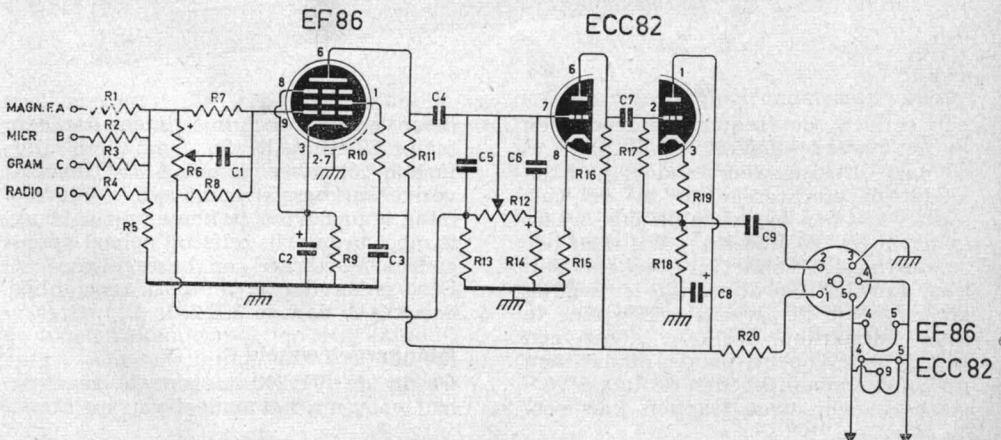 EF86
ECC82
6
8
9
3
2-7
1
6
7
8
1
2
3
MAGN. F.A
MICR B
GRAM C
RADIO D
R1
R2
R3
R4
R5
R6
+
R7
R8
C1
C2
+
R9
C3
R10
R11
C4
C5
C6
R12
+
R13
R14
R15
R16
C7
R17
R18
R19
C8
+
C9
R20
2
3
4
1
5
4 5
EF86
4 5
ECC82
9